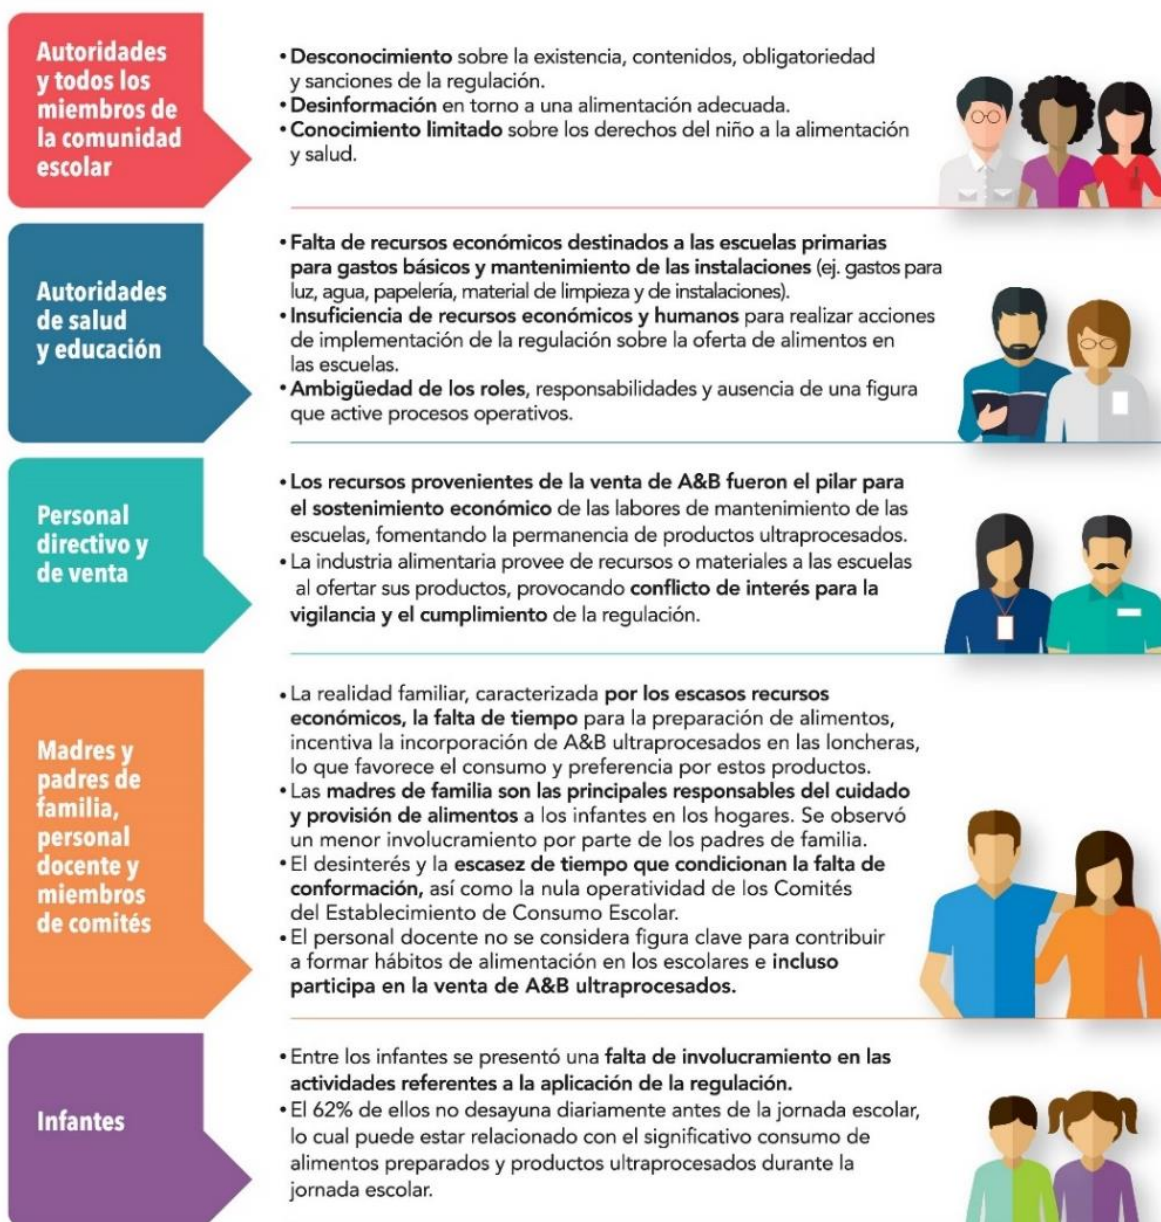 Autoridades
y todos los
miembros de
la comunidad
escolar
• Desconocimiento sobre la existencia, contenidos, obligatoriedad
y sanciones de la regulación.
• Desinformación en torno a una alimentación adecuada.
• Conocimiento limitado sobre los derechos del niño a la alimentación
y salud.
Autoridades
de salud
y educación
• Falta de recursos económicos destinados a las escuelas primarias
para gastos básicos y mantenimiento de las instalaciones (ej. gastos para
luz, agua, papelería, material de limpieza y de instalaciones).
• Insuficiencia de recursos económicos y humanos para realizar acciones
de implementación de la regulación sobre la oferta de alimentos en
las escuelas.
• Ambigüedad de los roles, responsabilidades y ausencia de una figura
que active procesos operativos.
Personal
directivo y
de venta
• Los recursos provenientes de la venta de A&B fueron el pilar para
el sostenimiento económico de las labores de mantenimiento de las
escuelas, fomentando la permanencia de productos ultraprocesados.
• La industria alimentaria provee de recursos o materiales a las escuelas
al ofertar sus productos, provocando conflicto de interés para la
vigilancia y el cumplimiento de la regulación.
Madres y
padres de
familia,
personal
docente y
miembros
de comités
• La realidad familiar, caracterizada por los escasos recursos
económicos, la falta de tiempo para la preparación de alimentos,
incentiva la incorporación de A&B ultraprocesados en las loncheras,
lo que favorece el consumo y preferencia por estos productos.
• Las madres de familia son las principales responsables del cuidado
y provisión de alimentos a los infantes en los hogares. Se observó
un menor involucramiento por parte de los padres de familia.
• El desinterés y la escasez de tiempo que condicionan la falta de
conformación, así como la nula operatividad de los Comités
del Establecimiento de Consumo Escolar.
• El personal docente no se considera figura clave para contribuir
a formar hábitos de alimentación en los escolares e incluso
participa en la venta de A&B ultraprocesados.
Infantes
• Entre los infantes se presentó una falta de involucramiento en las
actividades referentes a la aplicación de la regulación.
• El 62% de ellos no desayuna diariamente antes de la jornada escolar,
lo cual puede estar relacionado con el significativo consumo de
alimentos preparados y productos ultraprocesados durante la
jornada escolar.